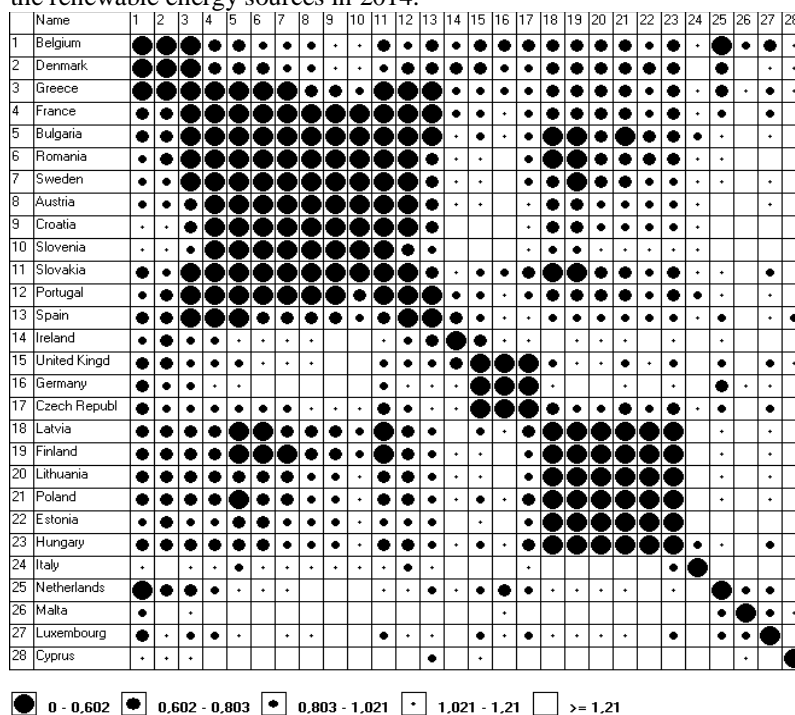 the renewable energy sources in 2014.
Name 1 2 3 4 5 6 7 8 9 10 11 12 13 14 15 16 17 18 19 20 21 22 23 24 25 26 27 28
1 Belgium
2 Denmark
3 Greece
4 France
5 Bulgaria
6 Romania
7 Sweden
8 Austria
9 Croatia
10 Slovenia
11 Slovakia
12 Portugal
13 Spain
14 Ireland
15 United Kingd
16 Germany
17 Czech Republ
18 Latvia
19 Finland
20 Lithuania
21 Poland
22 Estonia
23 Hungary
24 Italy
25 Netherlands
26 Malta
27 Luxembourg
28 Cyprus
0 - 0,602 0,602 - 0,803 0,803 - 1,021 1,021 - 1,21 >= 1,21